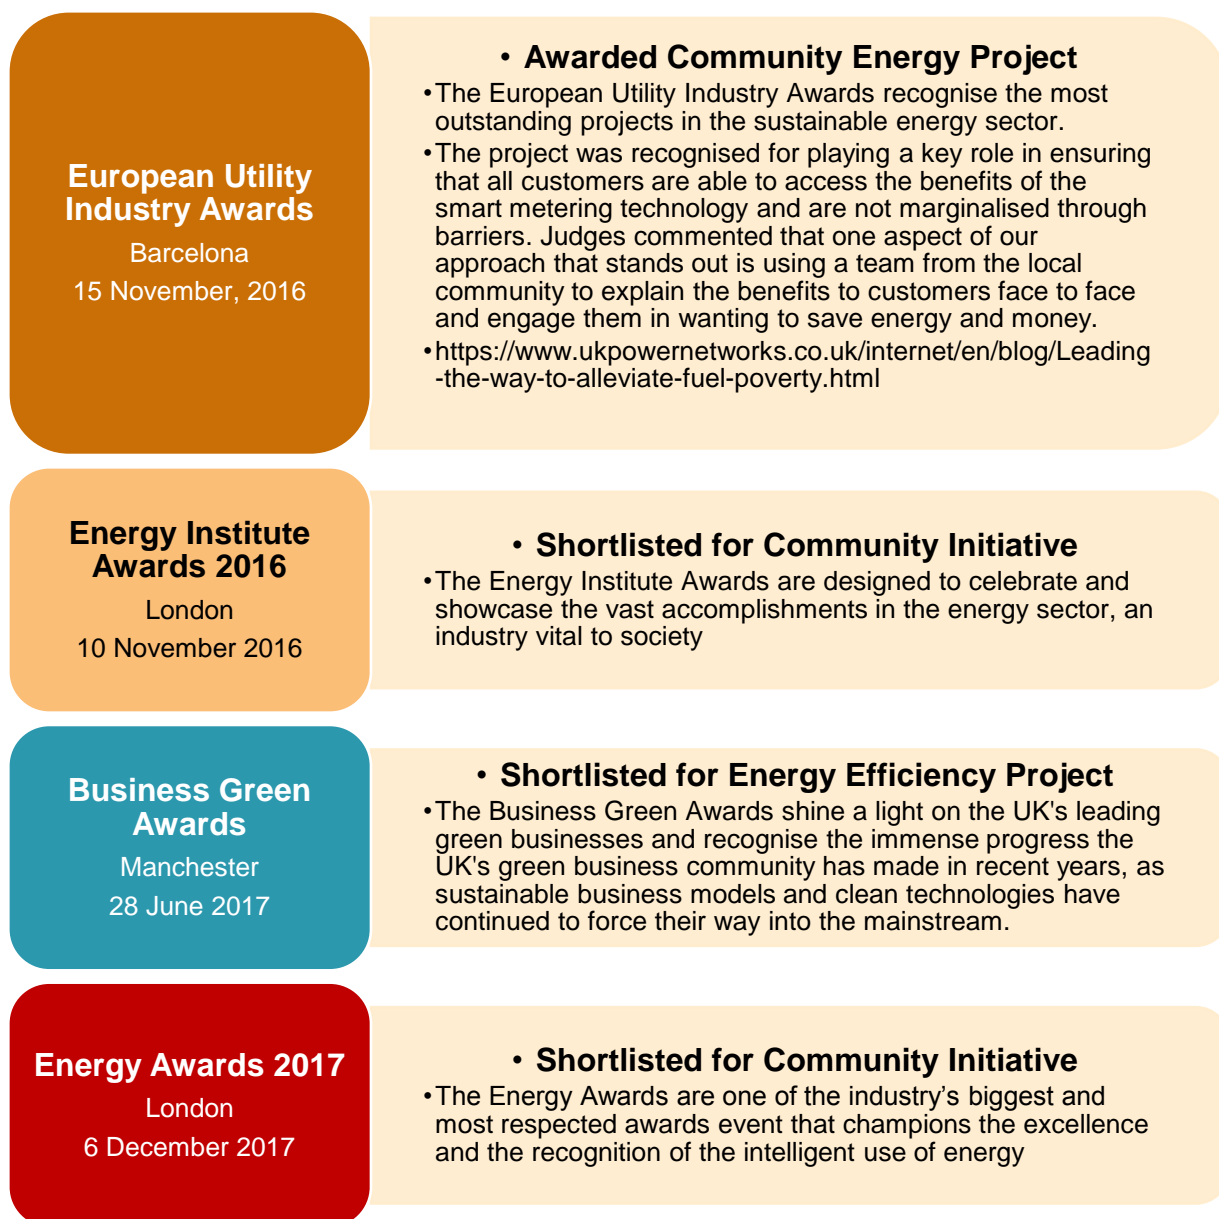 European Utility
Industry Awards
Barcelona
15 November, 2016
• Awarded Community Energy Project
•The European Utility Industry Awards recognise the most
outstanding projects in the sustainable energy sector.
•The project was recognised for playing a key role in ensuring
that all customers are able to access the benefits of the
smart metering technology and are not marginalised through
barriers. Judges commented that one aspect of our
approach that stands out is using a team from the local
community to explain the benefits to customers face to face
and engage them in wanting to save energy and money.
•https://www.ukpowernetworks.co.uk/internet/en/blog/Leading
-the-way-to-alleviate-fuel-poverty.html
Energy Institute
Awards 2016
London
10 November 2016
• Shortlisted for Community Initiative
•The Energy Institute Awards are designed to celebrate and
showcase the vast accomplishments in the energy sector, an
industry vital to society
Business Green
Awards
Manchester
28 June 2017
• Shortlisted for Energy Efficiency Project
•The Business Green Awards shine a light on the UK's leading
green businesses and recognise the immense progress the
UK's green business community has made in recent years, as
sustainable business models and clean technologies have
continued to force their way into the mainstream.
Energy Awards 2017
London
6 December 2017
• Shortlisted for Community Initiative
•The Energy Awards are one of the industry’s biggest and
most respected awards event that champions the excellence
and the recognition of the intelligent use of energy